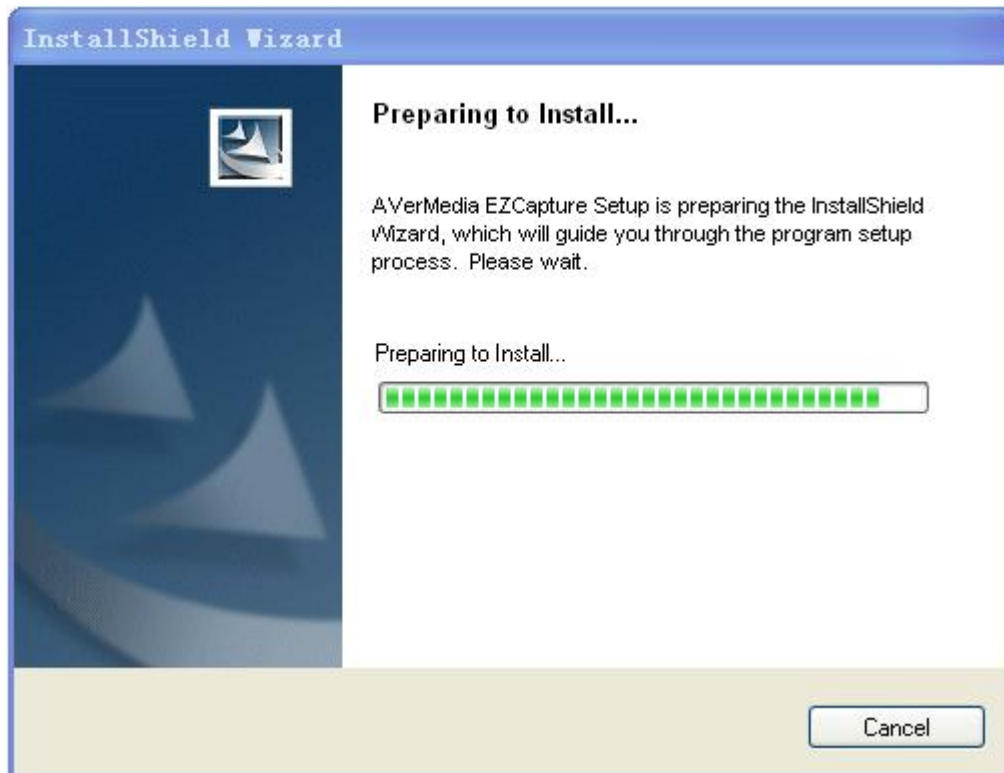 InstallShield Wizard
Preparing to Install...
AVerMedia EZCapture Setup is preparing the InstallShield
Wizard, which will guide you through the program setup
process. Please wait.
Preparing to Install...
Cancel